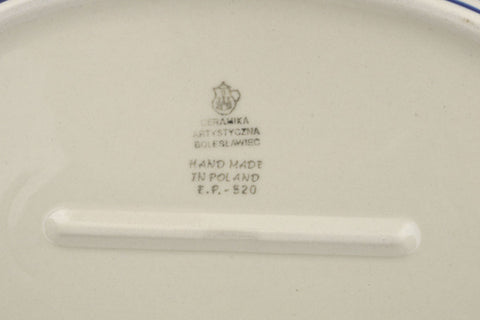 CERAMIKA
ARTYSTYCZNA
BOLESŁAWIEC
HAND MADE
IN POLAND
E.P.-520